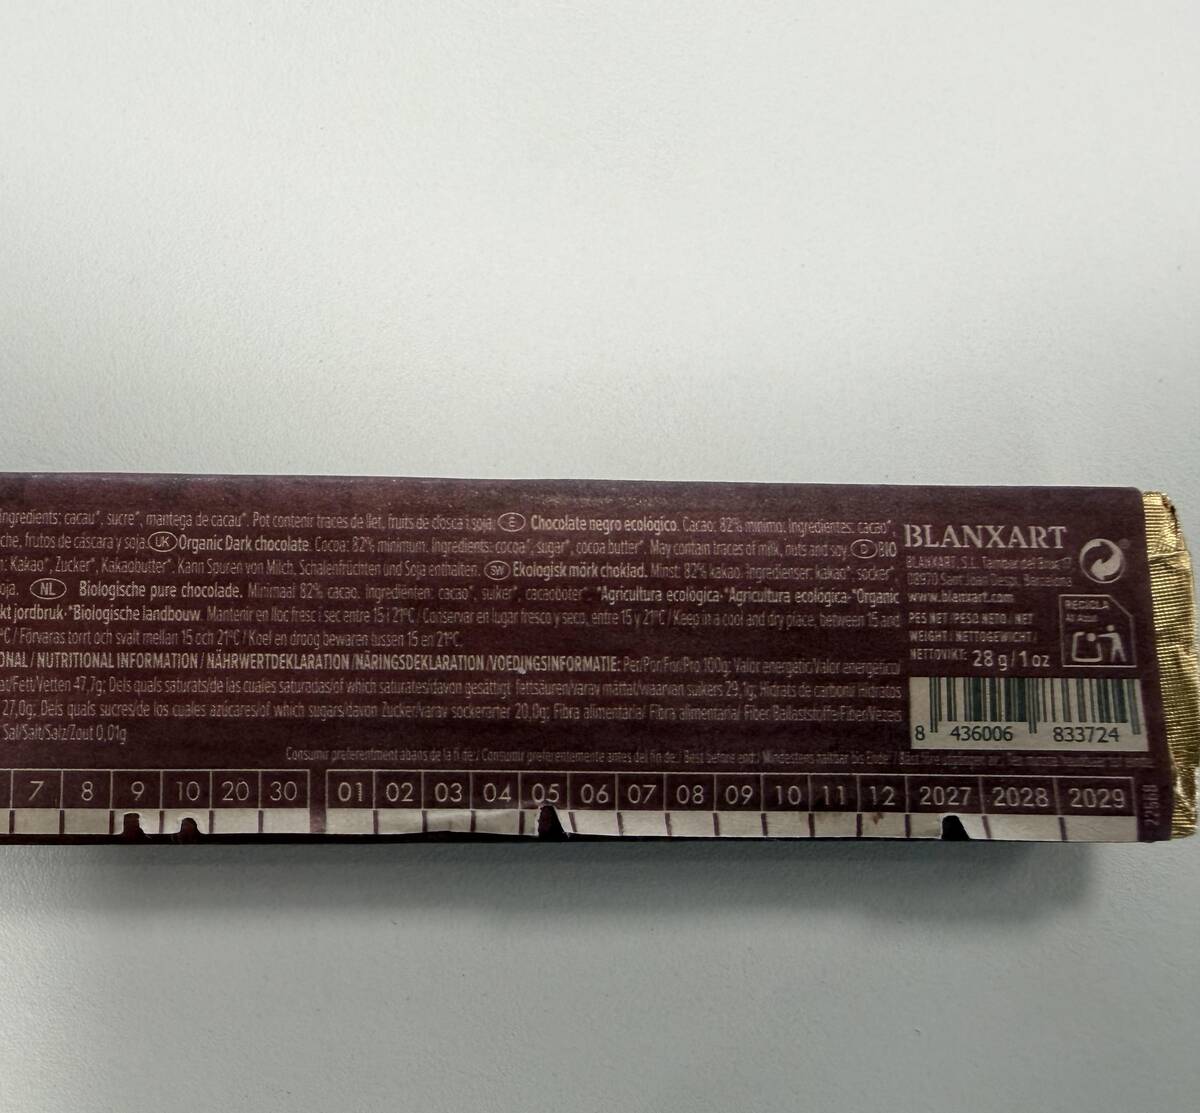 ingredients: cacau*, sucre*, mantega de cacau*. Pot contenir traces de llet, fruits de closca i soja. E Chocolate negro ecológico. Cacao: 82% mínimo. Ingredientes: cacao*,
che, frutos de cáscara y soja. UK Organic Dark chocolate. Cocoa: 82% minimum. Ingredients: cocoa*, sugar*, cocoa butter*. May contain traces of milk, nuts and soy. D BIO
n: Kakao*, Zucker*, Kakaobutter*. Kann Spuren von Milch, Schalenfrüchten und Soja enthalten. SW Ekologisk mörk choklad. Minst: 82% kakao. Ingredienser: kakao*, socker*,
oja. NL Biologische pure chocolade. Minimaal 82% cacao. Ingrediënten: cacao*, suiker*, cacaoboter*. *Agricultura ecológica·*Agricultura ecológica·*Organic
kt jordbruk·*Biologische landbouw. Mantenir en lloc fresc i sec entre 15 i 21°C / Conservar en lugar fresco y seco, entre 15 y 21°C / Keep in a cool and dry place, between 15 and
°C / Förvaras torrt och svalt mellan 15 och 21°C / Koel en droog bewaren tussen 15 en 21°C.
ONAL / NUTRITIONAL INFORMATION / NÄHRWERTDEKLARATION / NÄRINGSDEKLARATION / VOEDINGSINFORMATIE: Per/Por/For/Pro 100g: Valor energètic/Valor energético/
at/Fett/Vetten 47,7g; Dels quals saturats/de las cuales saturadas/of which saturates/davon gesättigt fettsäuren/varav mättat/waarvan suikers 29,1g; Hidrats de carboni/ hidratos
27,0g; Dels quals sucres/de los cuales azúcares/of which sugars/davon Zucker/varav sockerarter 20,0g; Fibra alimentària/ Fibra alimentaria/ Fiber/Ballaststoffe/Fiber/Vezels
Sal/Salt/Salz/Zout 0,01g
Consumir preferentment abans de la fi de:/ Consumir preferentemente antes del fin de:/ Best before end:/ Mindestens haltbar bis Ende:/
BLANXART
BLANXART, S.L.
08970 Sant Joan Despí, Barcelona
www.blanxart.com
PES NET / PESO NETO / NET
WEIGHT / NETTOGEWICHT /
NETTOVIKT: 28 g / 1 oz
RECICLA
Al Azul
8 436006 833724
7 8 9 10 20 30 01 02 03 04 05 06 07 08 09 10 11 12 2027 2028 2029